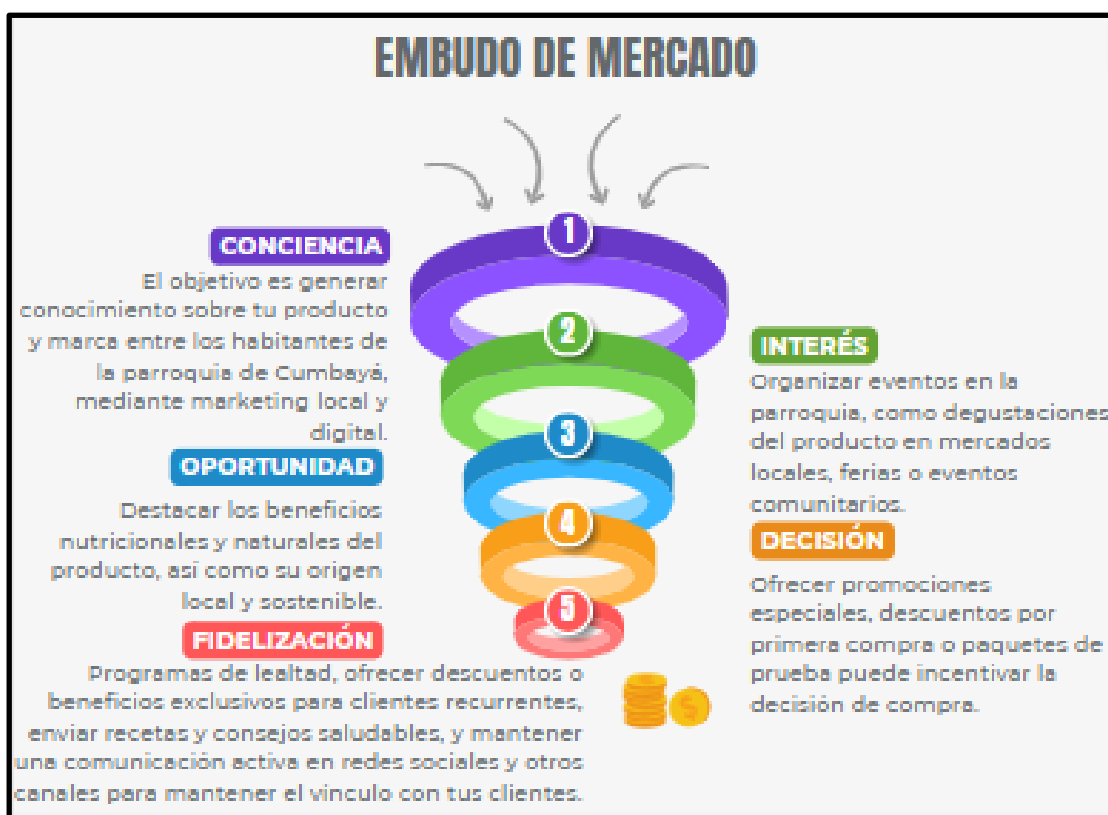 EMBUDO DE MERCADO
1
CONCIENCIA
El objetivo es generar
conocimiento sobre tu producto
y marca entre los habitantes de
la parroquia de Cumbayá,
mediante marketing local y
digital.
2
INTERÉS
Organizar eventos en la
parroquia, como degustaciones
del producto en mercados
locales, ferias o eventos
comunitarios.
3
OPORTUNIDAD
Destacar los beneficios
nutricionales y naturales del
producto, así como su origen
local y sostenible.
4
DECISIÓN
Ofrecer promociones
especiales, descuentos por
primera compra o paquetes de
prueba puede incentivar la
decisión de compra.
5
FIDELIZACIÓN
Programas de lealtad, ofrecer descuentos o
beneficios exclusivos para clientes recurrentes,
enviar recetas y consejos saludables, y mantener
una comunicación activa en redes sociales y otros
canales para mantener el vínculo con tus clientes.
$